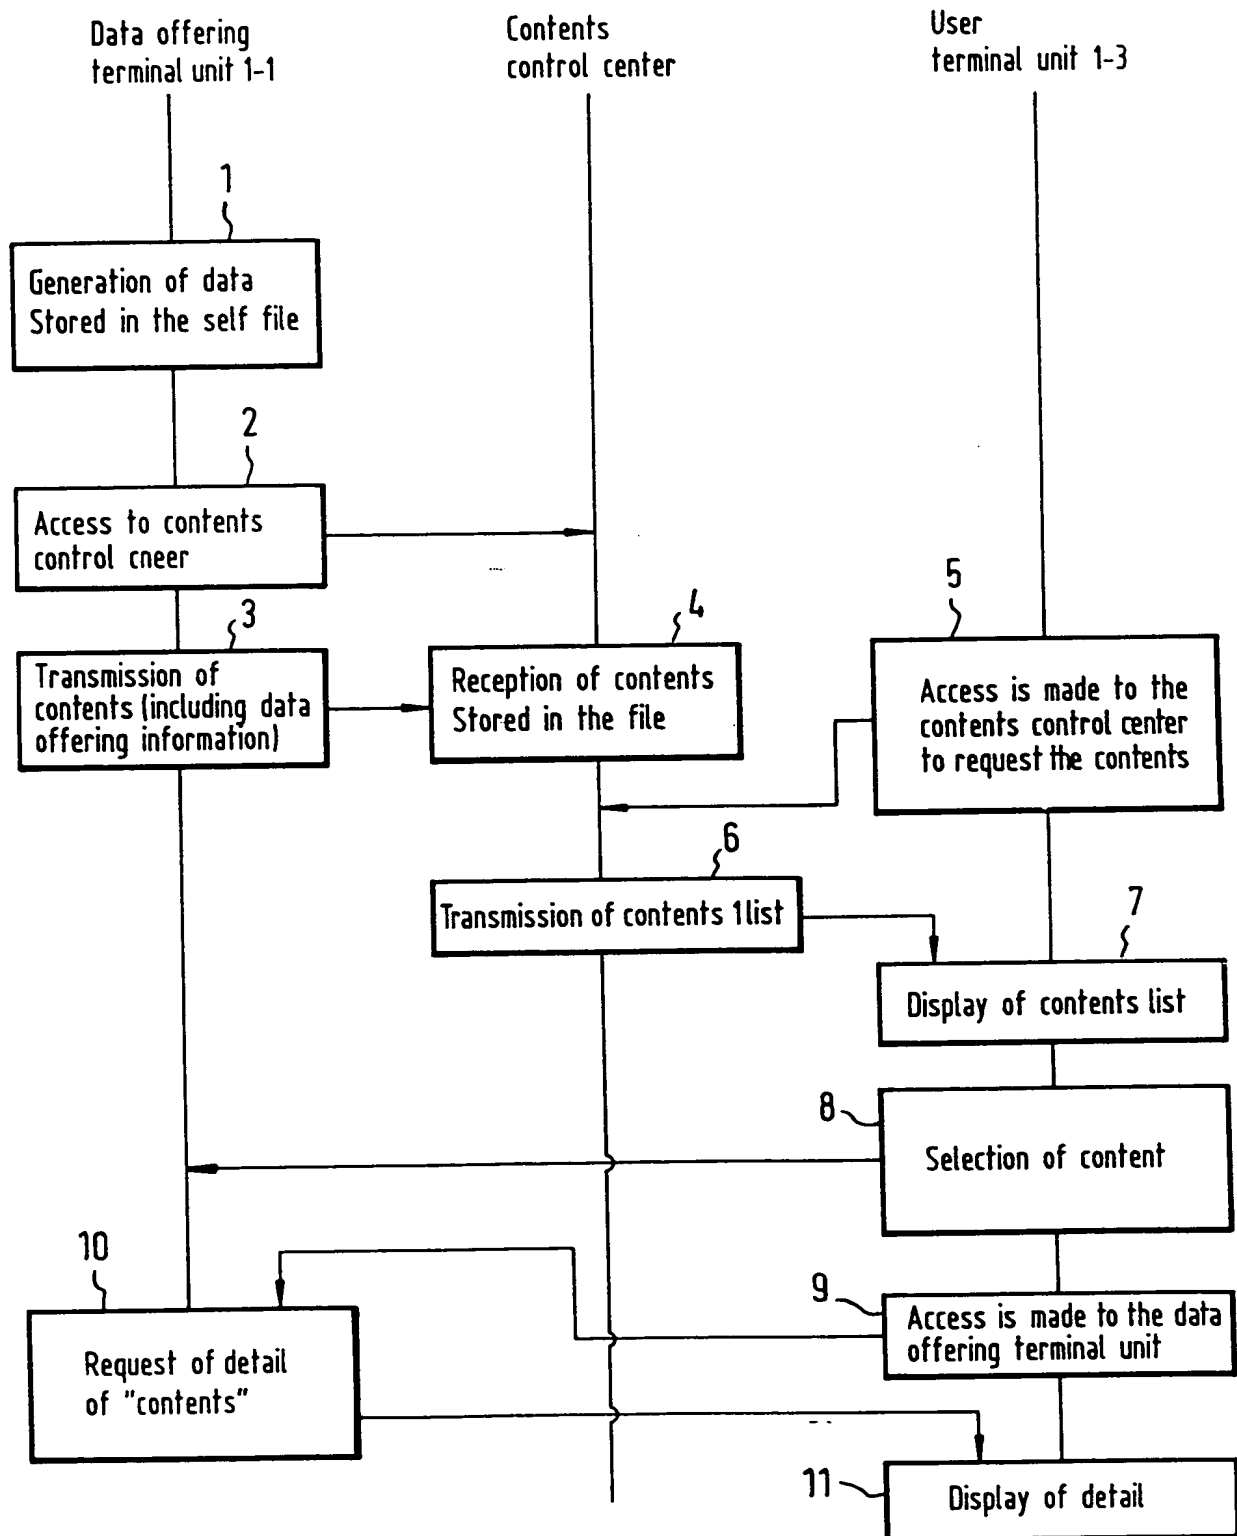 Data offering
terminal unit 1-1
Contents
control center
User
terminal unit 1-3
1
Generation of data
Stored in the self file
2
Access to contents
control cneer
3
Transmission of
contents (including data
offering information)
4
Reception of contents
Stored in the file
5
Access is made to the
contents control center
to request the contents
6
Transmission of contents 1 list
7
Display of contents list
8
Selection of content
9
Access is made to the data
offering terminal unit
10
Request of detail
of "contents"
11
Display of detail